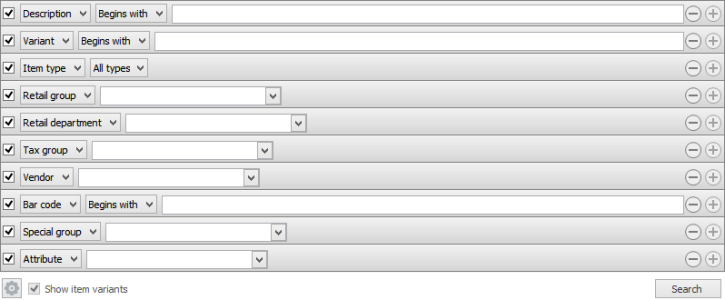 Description Begins with
Variant Begins with
Item type All types
Retail group
Retail department
Tax group
Vendor
Bar code Begins with
Special group
Attribute
Show item variants Search